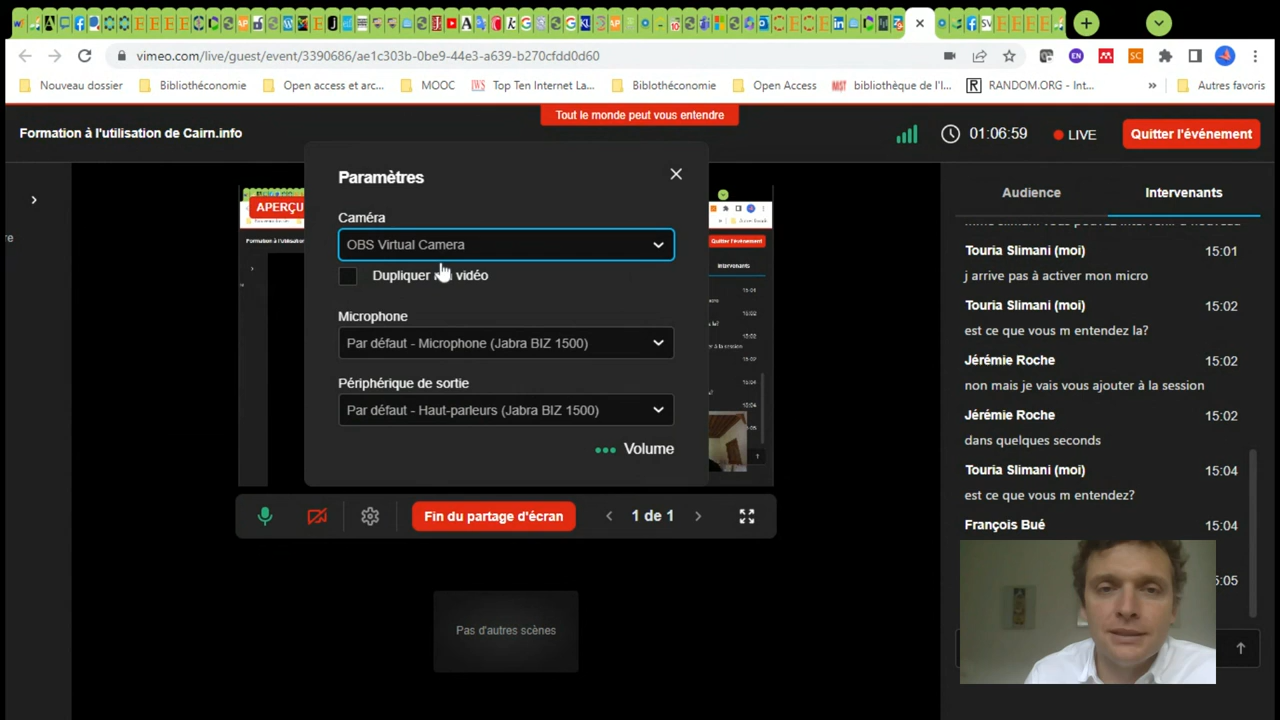 vimeo.com/live/guest/event/3390686/ae1c303b-0be9-44e3-a639-b270cfdd0d60
Nouveau dossier
Bibliothéconomie
Open access et arc...
MOOC
Top Ten Internet La...
Biblothéconomie
Open Access
bibliothèque de l'I...
RANDOM.ORG - Int...
»
Autres favoris
Tout le monde peut vous entendre
Formation à l'utilisation de Cairn.info
01:06:59
LIVE
Quitter l'événement
Paramètres
APERÇU
Caméra
OBS Virtual Camera
Dupliquer vidéo
Microphone
Par défaut - Microphone (Jabra BIZ 1500)
Périphérique de sortie
Par défaut - Haut-parleurs (Jabra BIZ 1500)
Volume
Quitter l'événement
Intervenants
Fin du partage d'écran
1 de 1
Pas d'autres scènes
Audience
Intervenants
Touria Slimani (moi) 15:01
j arrive pas à activer mon micro
Touria Slimani (moi) 15:02
est ce que vous m entendez la?
Jérémie Roche 15:02
non mais je vais vous ajouter à la session
Jérémie Roche 15:02
dans quelques seconds
Touria Slimani (moi) 15:04
est ce que vous m entendez?
François Bué 15:04